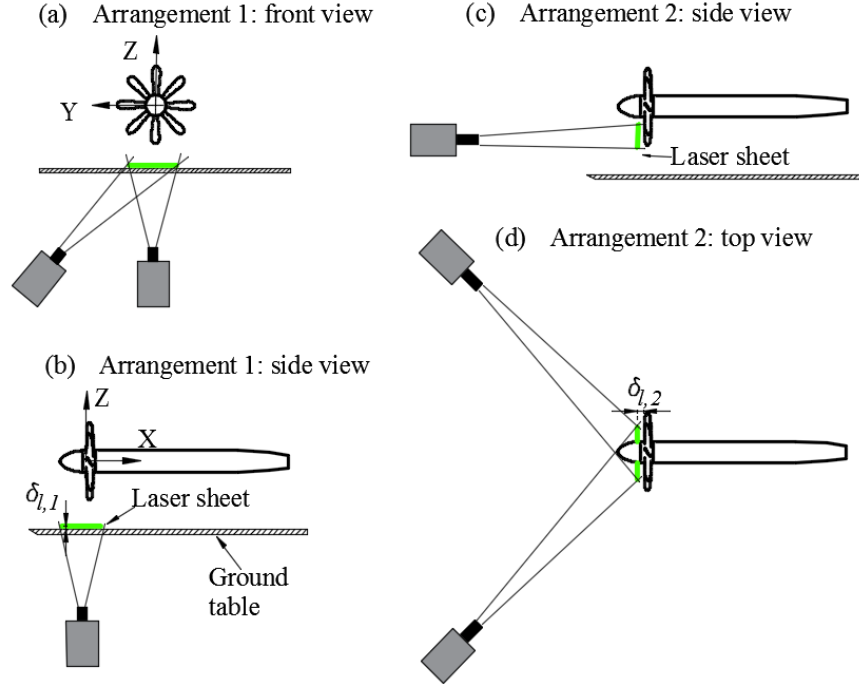 (a) Arrangement 1: front view
Z
Y
(b) Arrangement 1: side view
Z
X
δl,1
Laser sheet
Ground
table
(c) Arrangement 2: side view
Laser sheet
(d) Arrangement 2: top view
δl,2